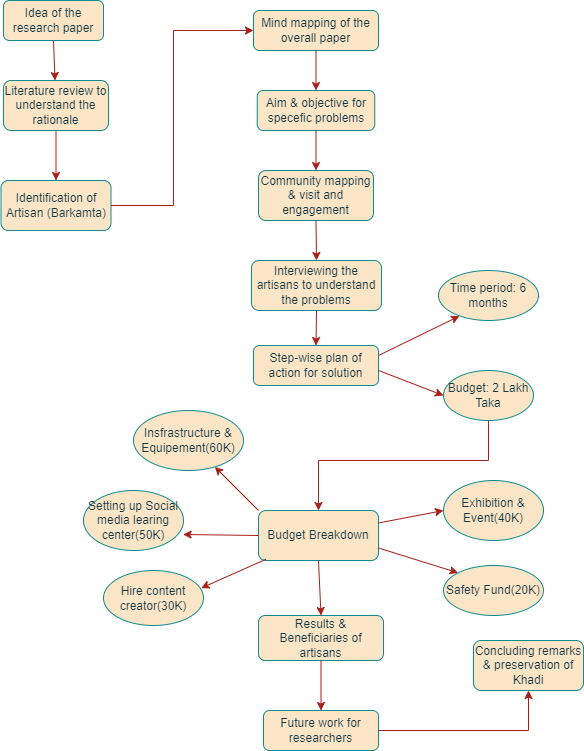 Idea of the
research paper
Literature review to
understand the
rationale
Identification of
Artisan (Barkamta)
Mind mapping of the
overall paper
Aim & objective for
specefic problems
Community mapping
& visit and
engagement
Interviewing the
artisans to understand
the problems
Step-wise plan of
action for solution
Time period: 6
months
Budget: 2 Lakh
Taka
Insfrastructure &
Equipement(60K)
Setting up Social
media learing
center(50K)
Hire content
creator(30K)
Budget Breakdown
Exhibition &
Event(40K)
Safety Fund(20K)
Results &
Beneficiaries of
artisans
Future work for
researchers
Concluding remarks
& preservation of
Khadi